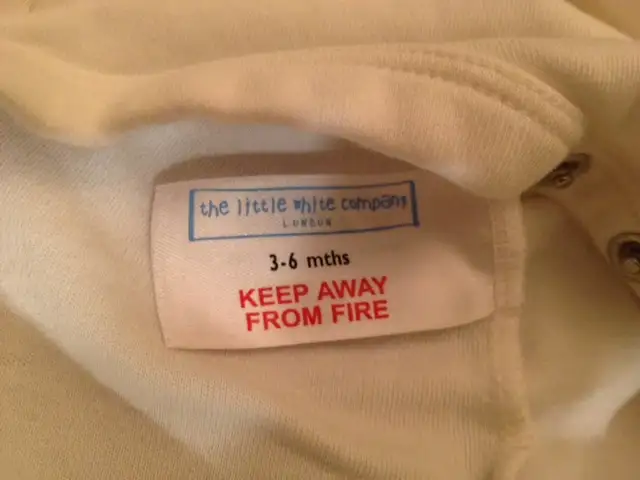 the little white company
LONDON
3-6 mths
KEEP AWAY
FROM FIRE